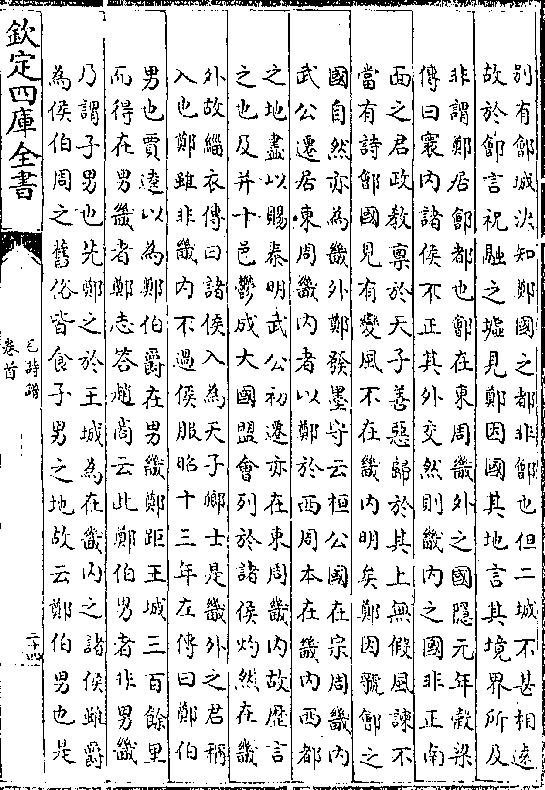 別有鄶城決知鄭國之都非鄶也但二城不甚相遠
故於鄶言祝融之墟見鄭因國其地言其境界所及
非謂鄭居鄶都也鄶在東周畿外之國隱元年穀梁
傳曰寰内諸侯不正其外交然則畿内之國非正南
西之君政教稟於天子善惡歸於其上無假風諫不
當有詩鄶國見有變風不在畿内明矣鄭因虢鄶之
國自然亦為畿外鄭發墨守云桓公國在宗周畿内
武公遷居東周畿内者以鄭於西周本在畿内西都
之地盡以賜秦明武公初遷亦在東周畿内故歴言
之也及并十邑鬱成大國盟會列於諸侯灼然在畿
外故緇衣傳曰諸侯入為天子卿士是畿外之君稱
入也鄭雖非畿内不過侯服昭十三年左傳曰鄭伯
男也賈逵以為鄭伯爵在男畿鄭距王城三百餘里
而得在男畿者鄭志答趙商云此鄭伯男者非男畿
乃謂子男也先鄭之於王城為在畿内之諸侯雖爵
為侯伯周之舊俗皆食子男之地故云鄭伯男也是
欽定四庫全書
毛詩譜
卷首
二十四